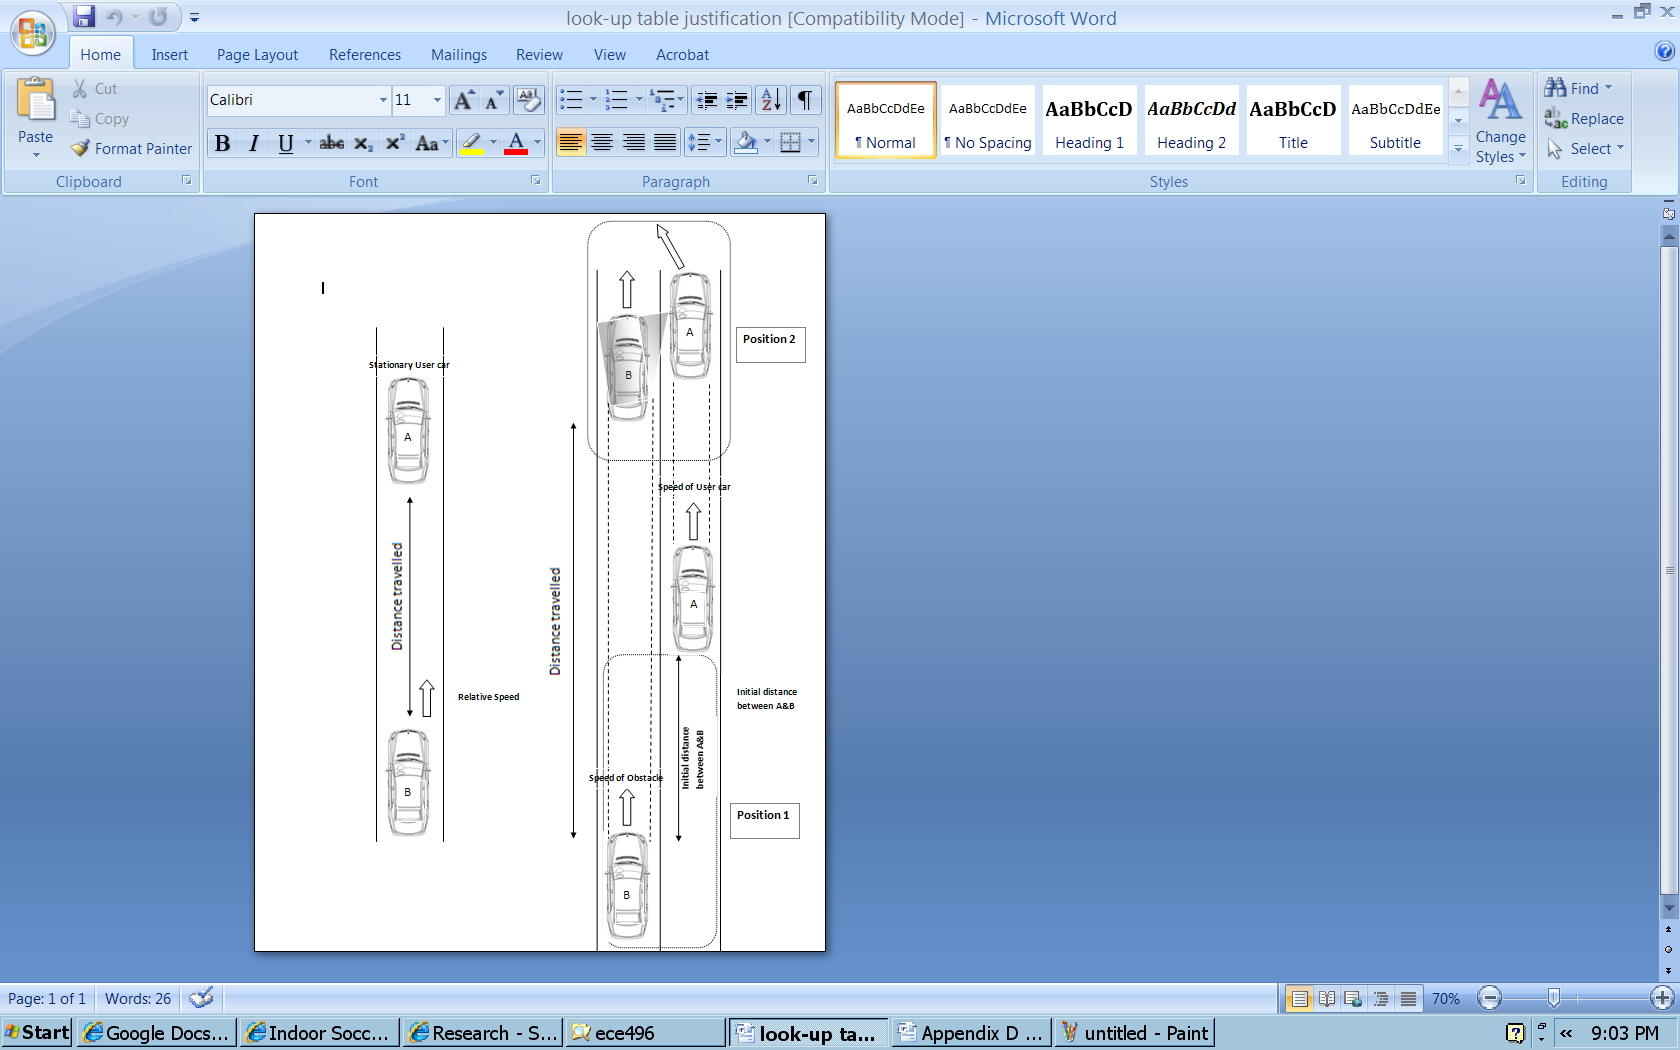 look-up table justification [Compatibility Mode] - Microsoft Word
Home Insert Page Layout References Mailings Review View Acrobat
Cut
Copy
Format Painter
Paste
Clipboard
Calibri 11
B I U abc X₂ X² Aa A
Font
Paragraph
AaBbCcDdEe AaBbCcDdEe AaBbCcD AaBbCcDd AaBbCcD AaBbCcDdEe
¶ Normal ¶ No Spacing Heading 1 Heading 2 Title Subtitle
Change
Styles
Styles
Find
Replace
Select
Editing
Stationary User car
A
Distance travelled
Relative Speed
B
A
B
Position 2
Distance travelled
Speed of User car
A
Initial distance
between A&B
Initial distance
between A&B
Speed of Obstacle
Position 1
B
Page: 1 of 1 Words: 26 70%
Start Google Docs... Indoor Socc... Research - S... ece496 look-up ta... Appendix D ... untitled - Paint 9:03 PM